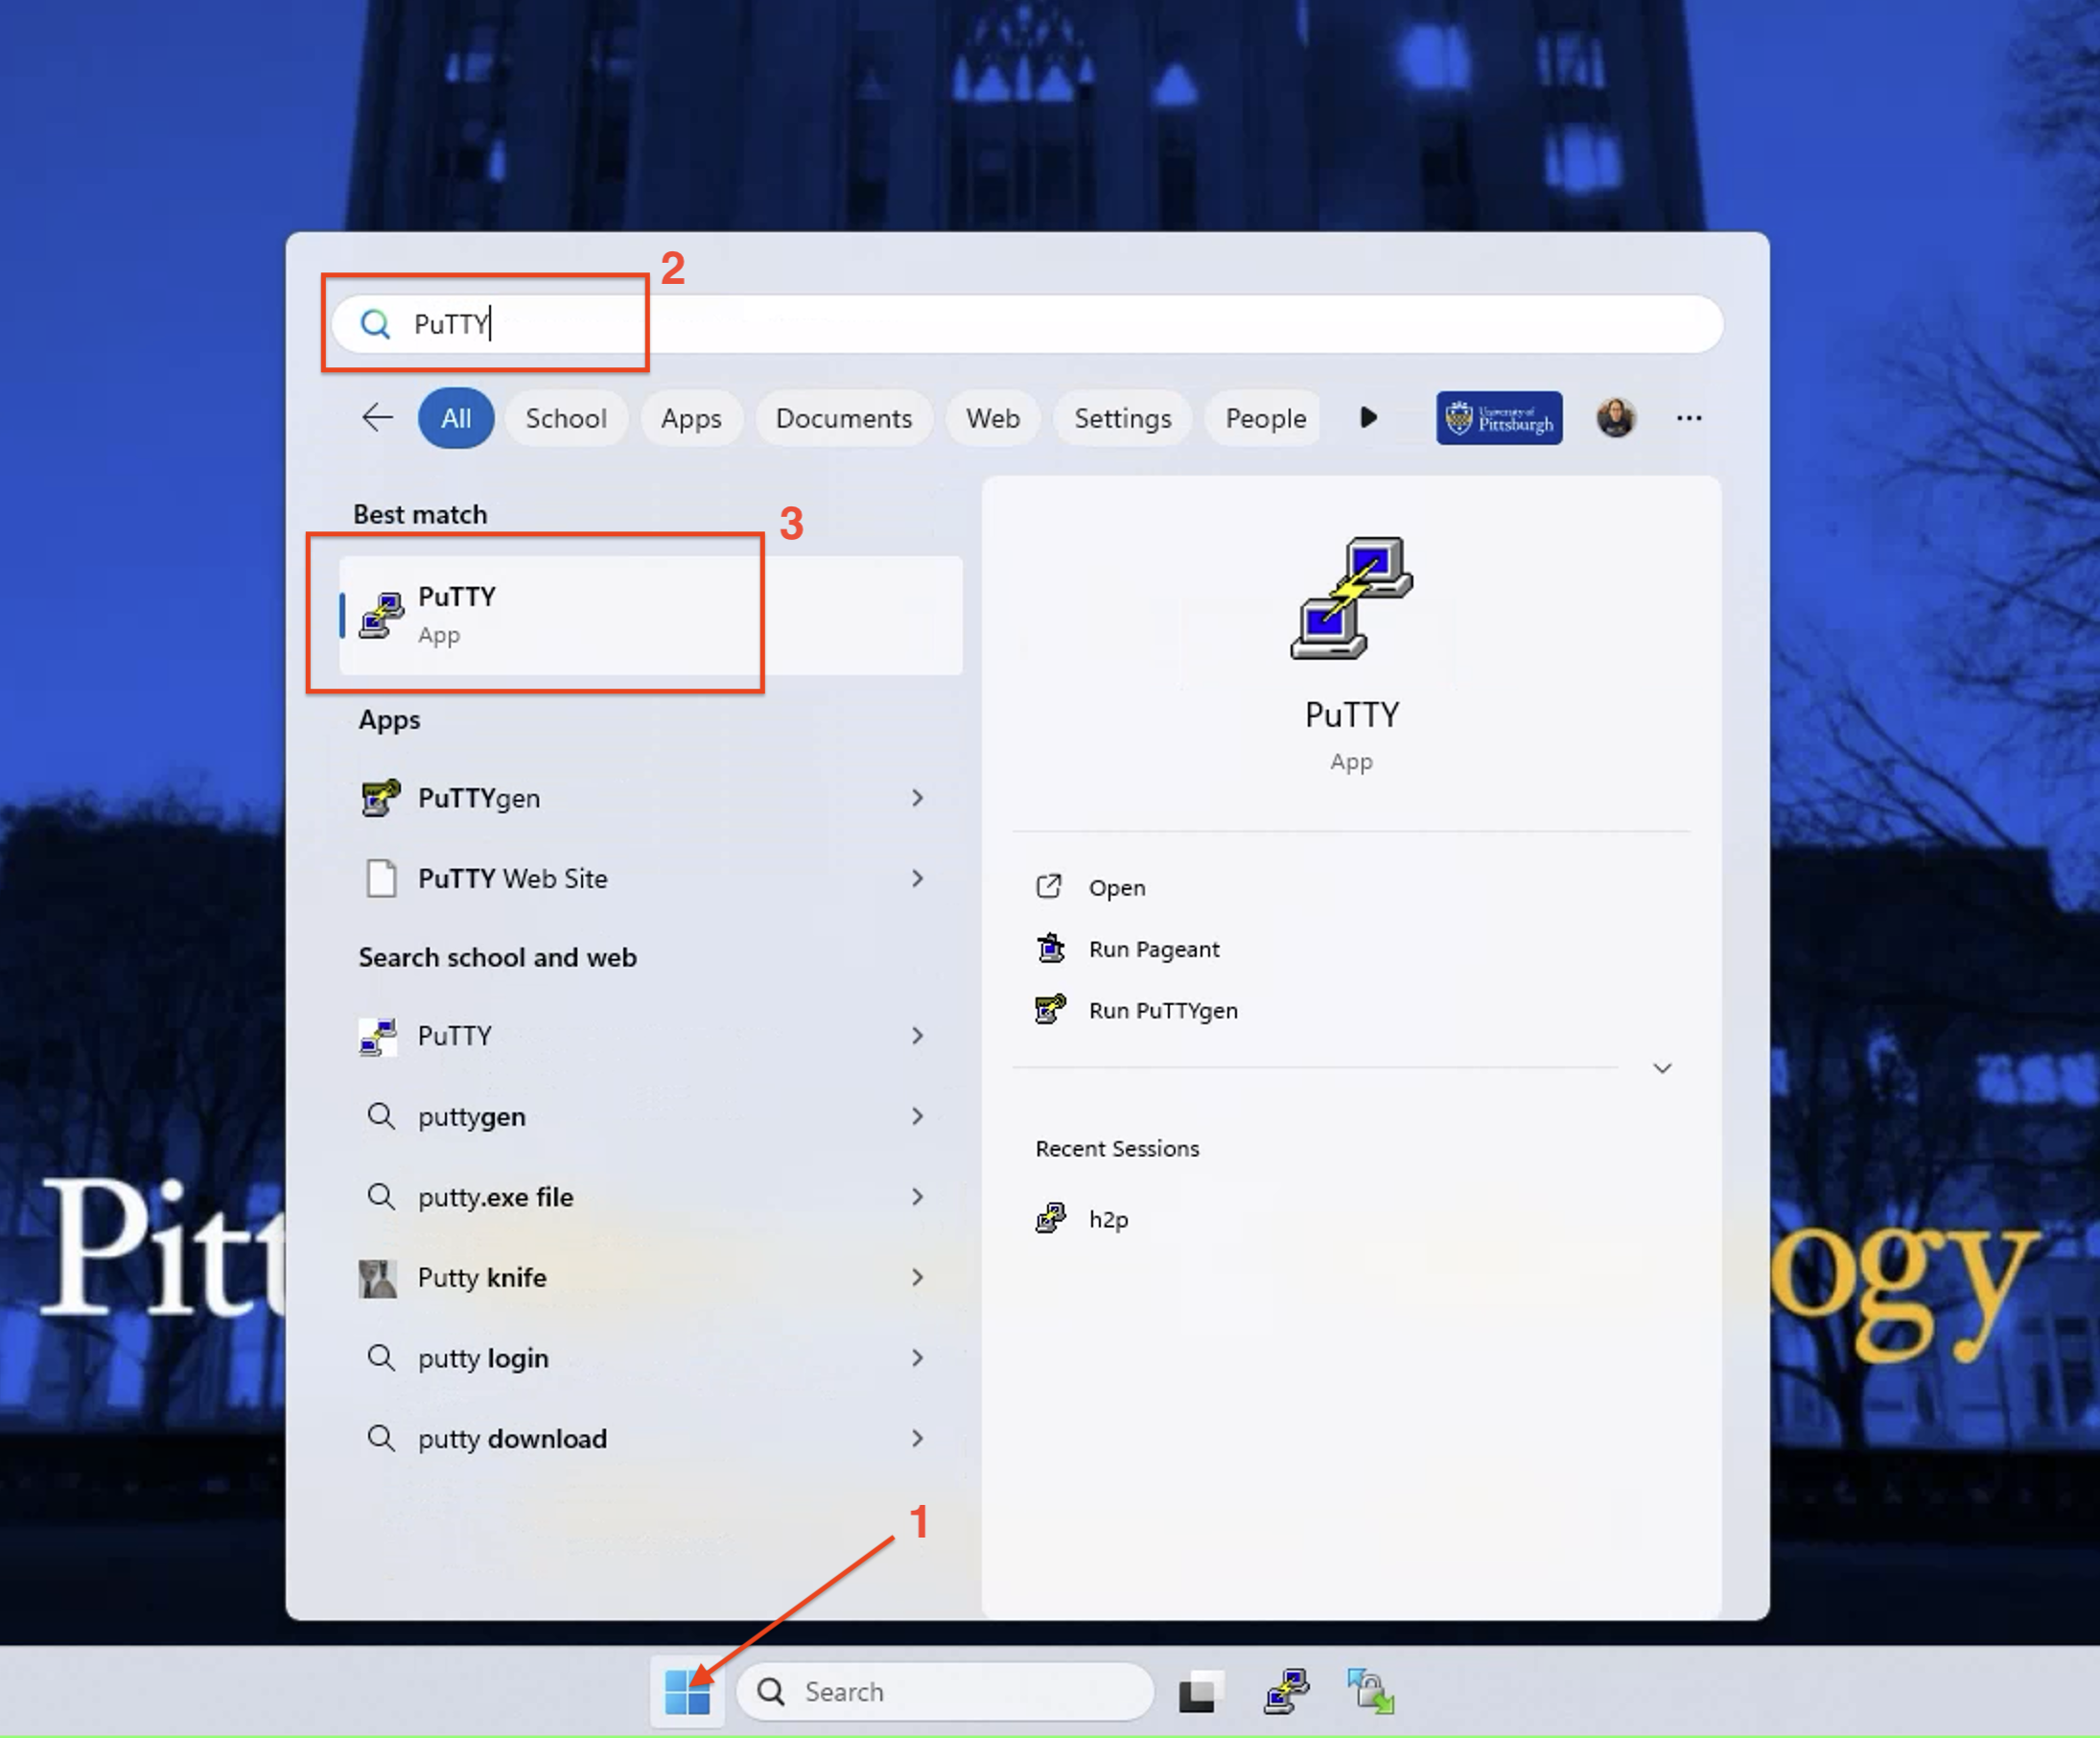 2
PuTTY
All School Apps Documents Web Settings People University of Pittsburgh
Best match
3
PuTTY
App
Apps
PuTTYgen
PuTTY Web Site
Search school and web
PuTTY
puttygen
putty.exe file
Putty knife
putty login
putty download
PuTTY
App
Open
Run Pageant
Run PuTTYgen
Recent Sessions
h2p
Pitt
ogy
1
Search